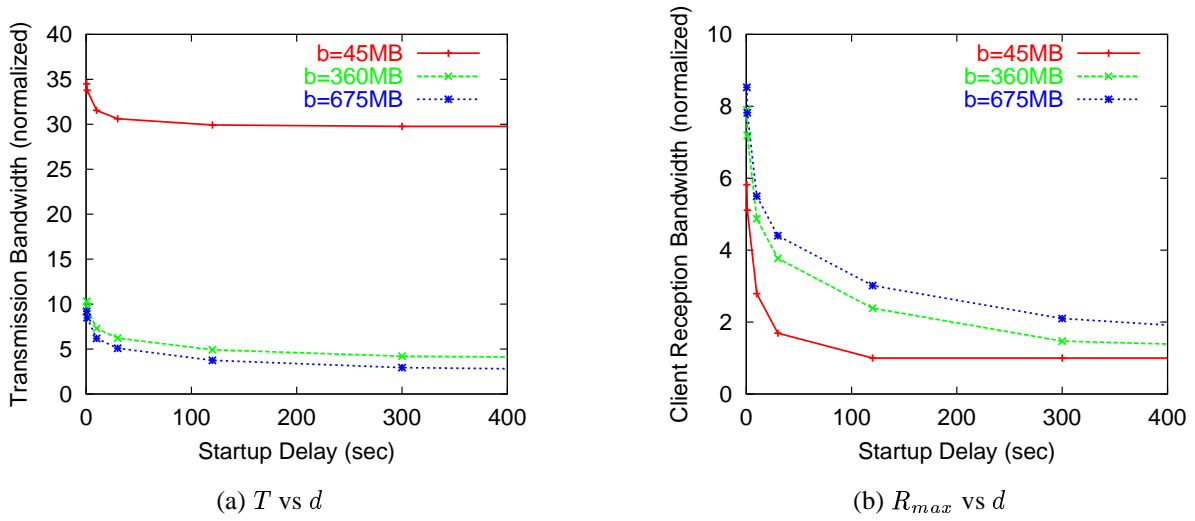 Transmission Bandwidth (normalized)
40
35
30
25
20
15
10
5
0
b=45MB
b=360MB
b=675MB
0 100 200 300 400
Startup Delay (sec)
(a) T vs d
Client Reception Bandwidth (normalized)
10
8
6
4
2
0
b=45MB
b=360MB
b=675MB
0 100 200 300 400
Startup Delay (sec)
(b) R_max vs d